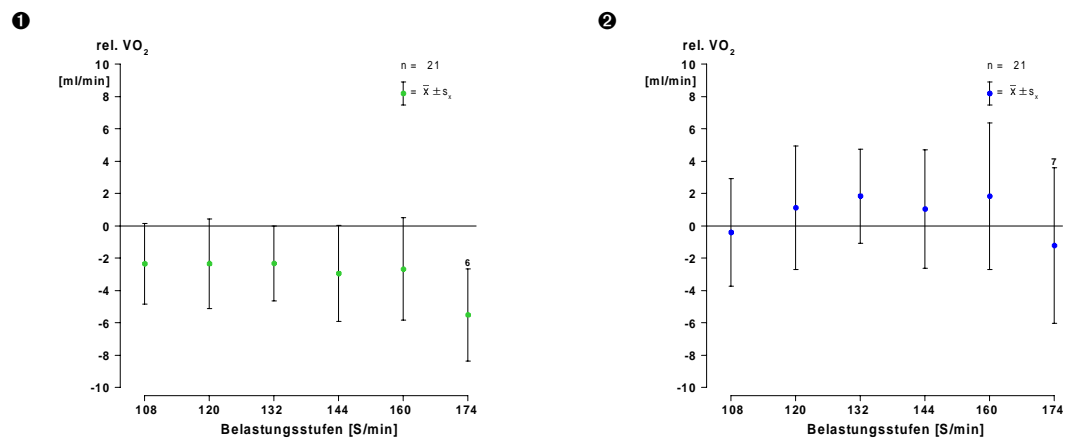 ❶
rel. VO2
[ml/min]
n = 21
= x̄ ± sx
10
8
6
4
2
0
-2
-4
-6
-8
-10
6
108 120 132 144 160 174
Belastungsstufen [S/min]
❷
rel. VO2
[ml/min]
n = 21
= x̄ ± sx
10
8
6
4
2
0
-2
-4
-6
-8
-10
7
108 120 132 144 160 174
Belastungsstufen [S/min]